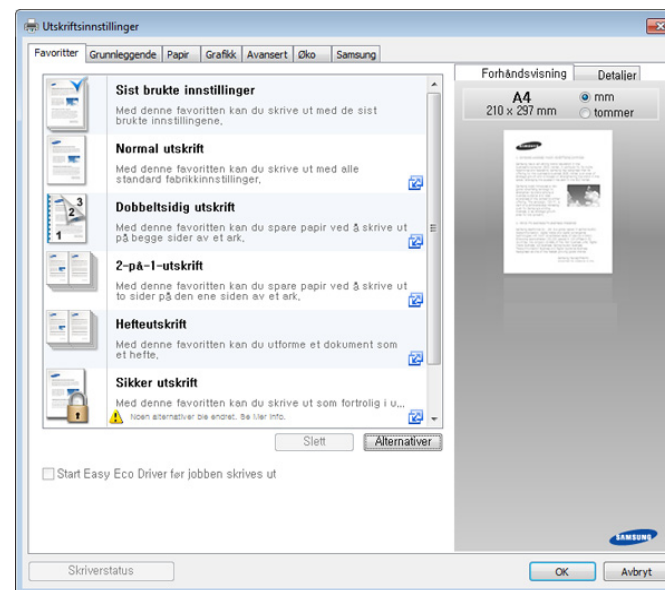 Utskriftsinnstillinger
Favoritter Grunnleggende Papir Grafikk Avansert Øko Samsung
Sist brukte innstillinger
Med denne favoritten kan du skrive ut med de sist
brukte innstillingene.
Normal utskrift
Med denne favoritten kan du skrive ut med alle
standard fabrikkinnstillinger.
Dobbeltsidig utskrift
Med denne favoritten kan du spare papir ved å skrive ut
på begge sider av et ark.
2-på-1-utskrift
Med denne favoritten kan du spare papir ved å skrive ut
to sider på den ene siden av et ark.
Hefteutskrift
Med denne favoritten kan du utforme et dokument som
et hefte.
Sikker utskrift
Med denne favoritten kan du skrive ut som fortrolig i u...
Noen alternativer ble endret. Se Mer info.
Slett Alternativer
Start Easy Eco Driver før jobben skrives ut
Forhåndsvisning Detaljer
A4
210 x 297 mm
mm
tommer
SAMSUNG
Skriverstatus
OK Avbryt